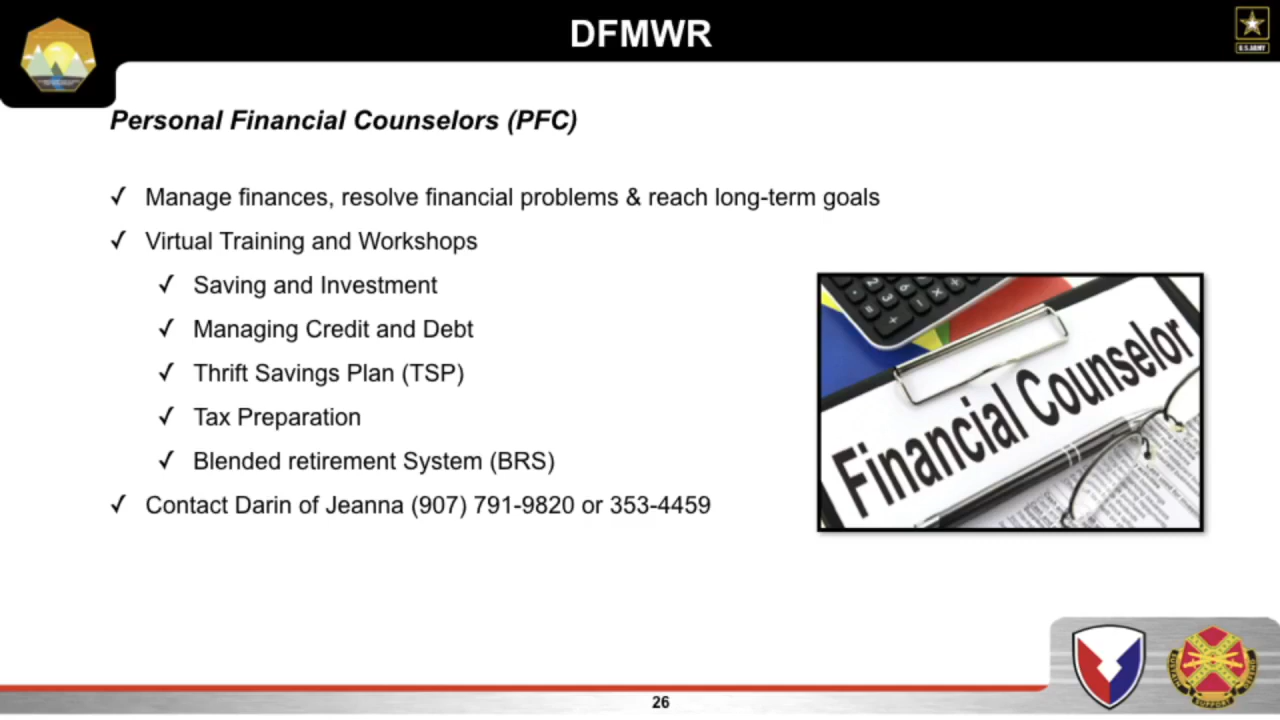 DFMWR
U.S. ARMY
Personal Financial Counselors (PFC)
✓ Manage finances, resolve financial problems & reach long-term goals
✓ Virtual Training and Workshops
✓ Saving and Investment
✓ Managing Credit and Debt
✓ Thrift Savings Plan (TSP)
✓ Tax Preparation
✓ Blended retirement System (BRS)
✓ Contact Darin of Jeanna (907) 791-9820 or 353-4459
Financial Counselor
SUPPORT
26